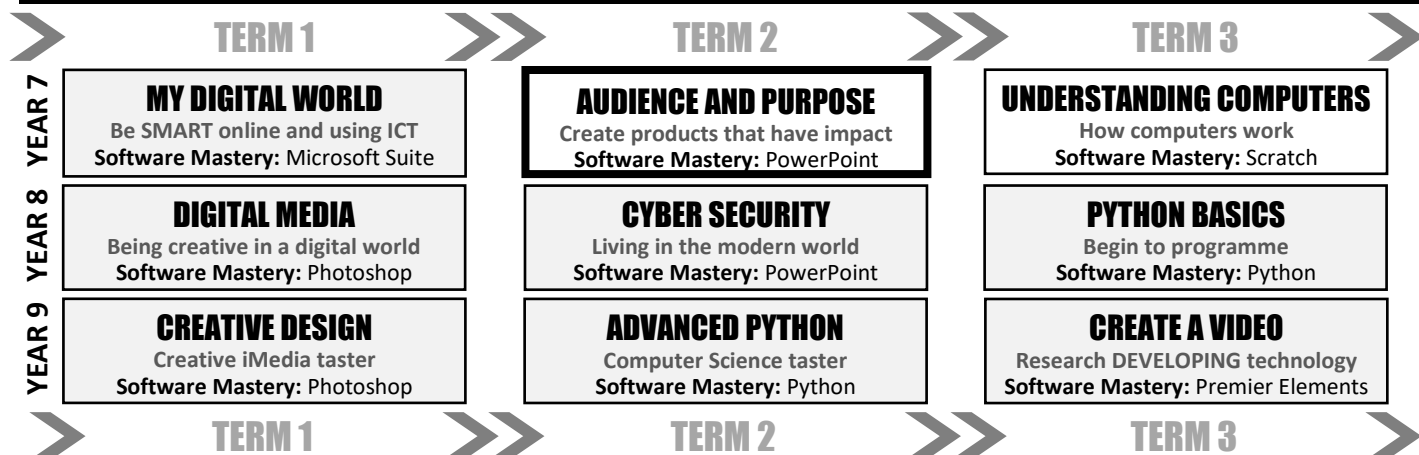 TERM 1 TERM 2 TERM 3
YEAR 7
MY DIGITAL WORLD
Be SMART online and using ICT
Software Mastery: Microsoft Suite
AUDIENCE AND PURPOSE
Create products that have impact
Software Mastery: PowerPoint
UNDERSTANDING COMPUTERS
How computers work
Software Mastery: Scratch
YEAR 8
DIGITAL MEDIA
Being creative in a digital world
Software Mastery: Photoshop
CYBER SECURITY
Living in the modern world
Software Mastery: PowerPoint
PYTHON BASICS
Begin to programme
Software Mastery: Python
YEAR 9
CREATIVE DESIGN
Creative iMedia taster
Software Mastery: Photoshop
ADVANCED PYTHON
Computer Science taster
Software Mastery: Python
CREATE A VIDEO
Research DEVELOPING technology
Software Mastery: Premier Elements
TERM 1 TERM 2 TERM 3